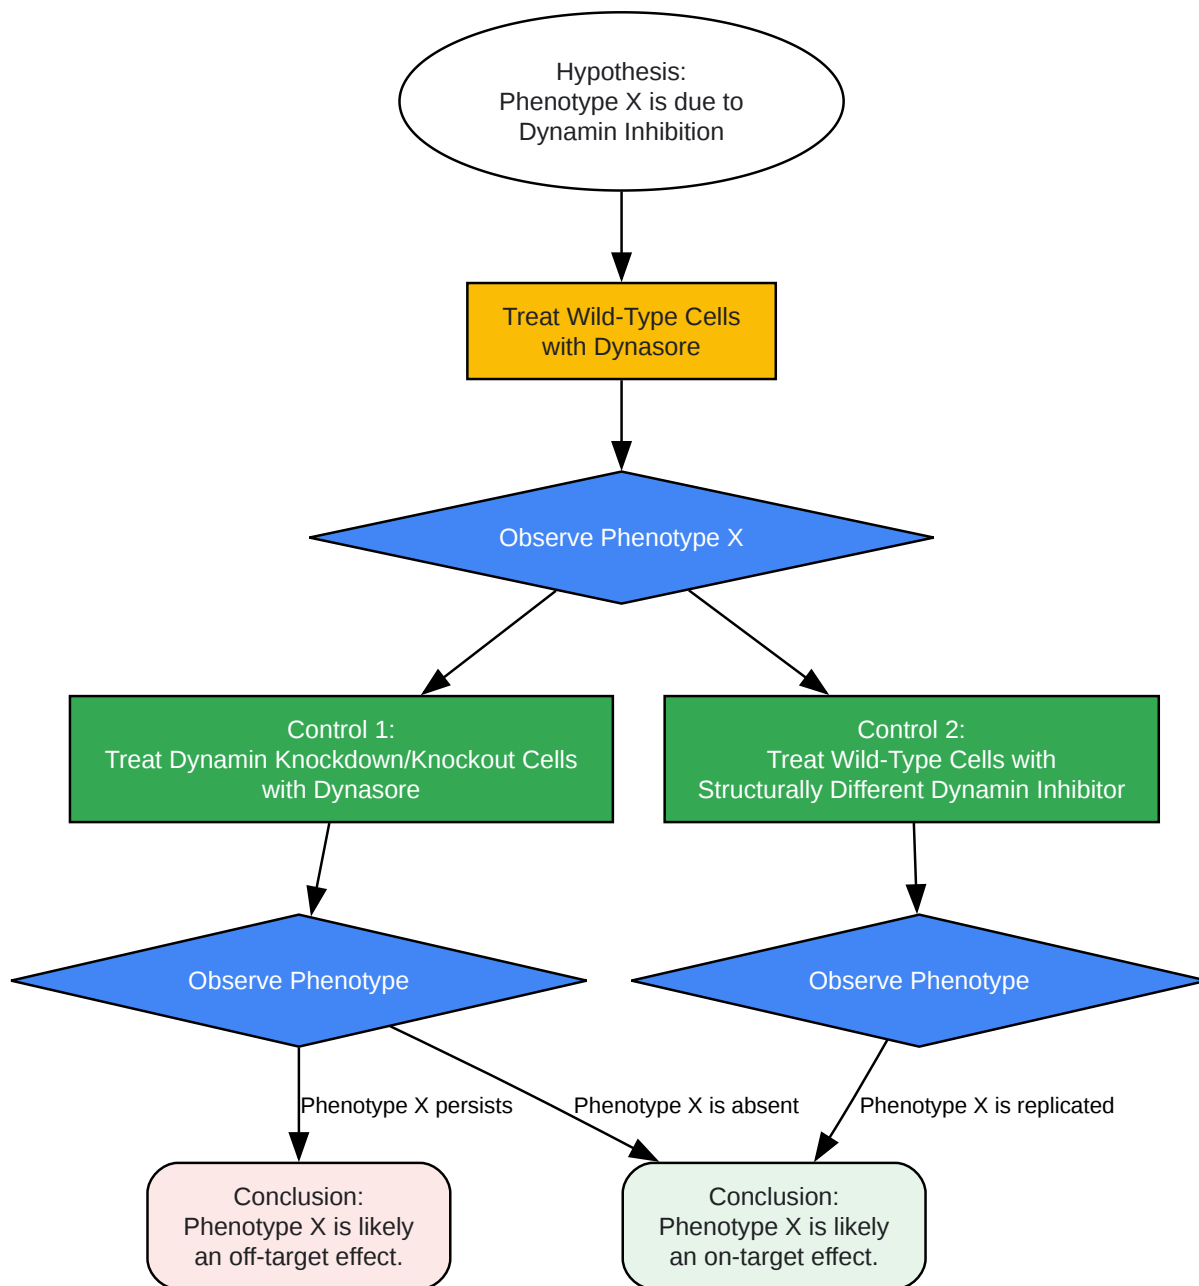 Hypothesis:
Phenotype X is due to
Dynamin Inhibition
Treat Wild-Type Cells
with Dynasore
Observe Phenotype X
Control 1:
Treat Dynamin Knockdown/Knockout Cells
with Dynasore
Control 2:
Treat Wild-Type Cells with
Structurally Different Dynamin Inhibitor
Observe Phenotype
Observe Phenotype
Phenotype X persists
Phenotype X is absent
Phenotype X is replicated
Conclusion:
Phenotype X is likely
an off-target effect.
Conclusion:
Phenotype X is likely
an on-target effect.